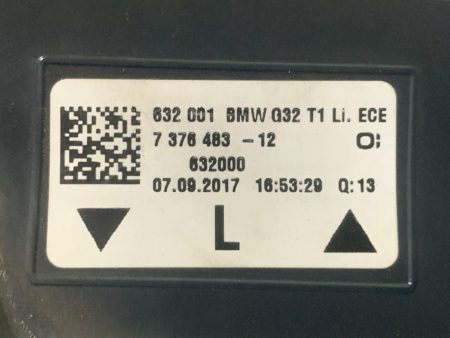 632 001 BMW G32 T1 Li. ECE
7 376 483 - 12
632000
07.09.2017 16:53:29 Q:13
L